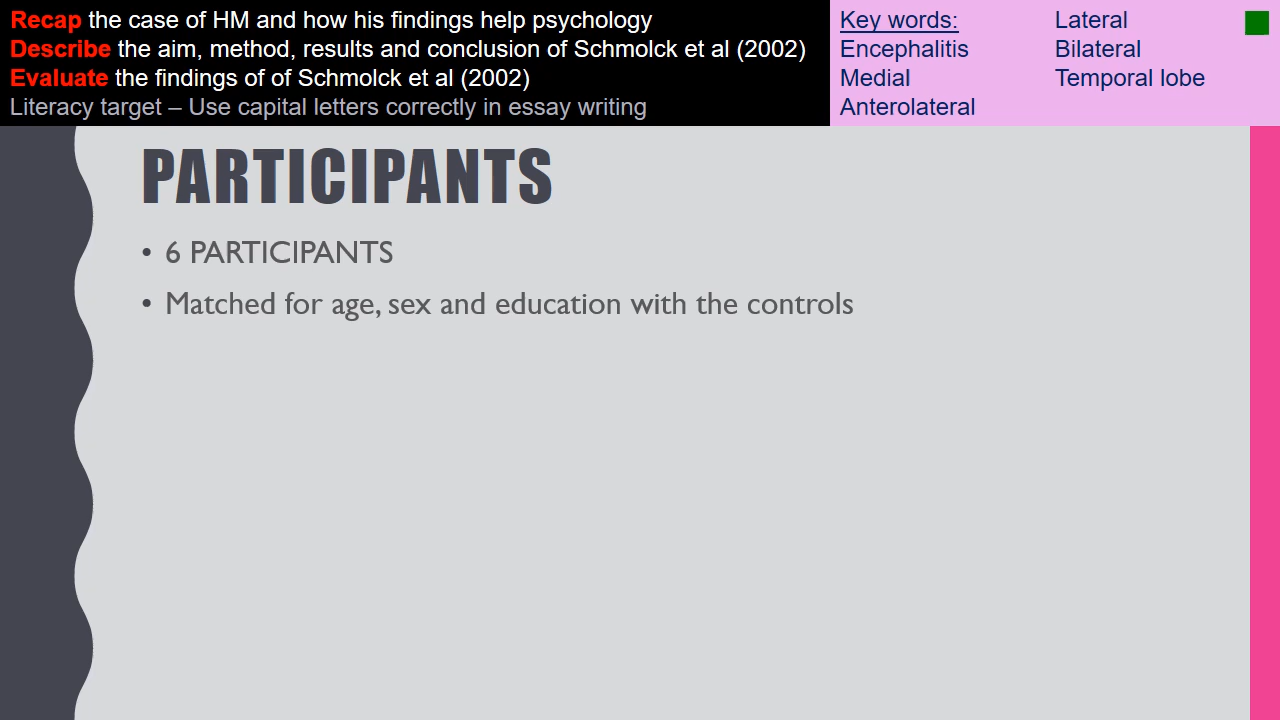 Recap the case of HM and how his findings help psychology
Describe the aim, method, results and conclusion of Schmolck et al (2002)
Evaluate the findings of of Schmolck et al (2002)
Literacy target – Use capital letters correctly in essay writing
Key words:
Encephalitis
Medial
Anterolateral
Lateral
Bilateral
Temporal lobe
PARTICIPANTS
• 6 PARTICIPANTS
• Matched for age, sex and education with the controls